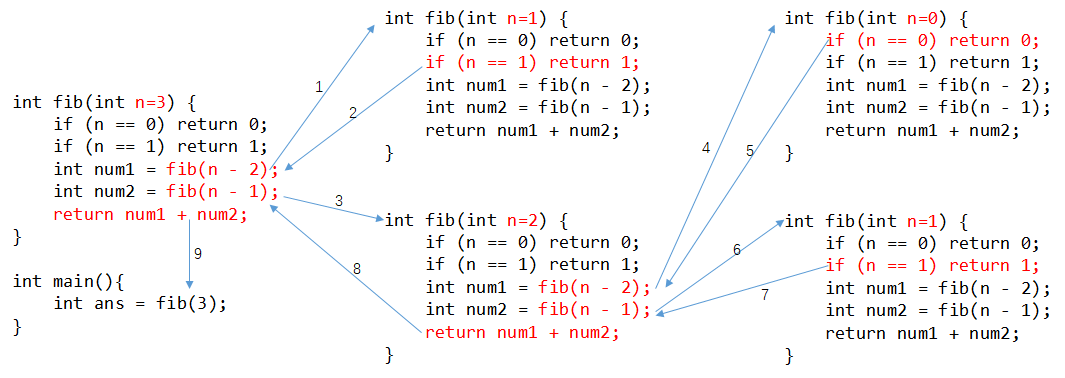 int fib(int n=3) {
if (n == 0) return 0;
if (n == 1) return 1;
int num1 = fib(n - 2);
int num2 = fib(n - 1);
return num1 + num2;
}
int main(){
int ans = fib(3);
}
int fib(int n=1) {
if (n == 0) return 0;
if (n == 1) return 1;
int num1 = fib(n - 2);
int num2 = fib(n - 1);
return num1 + num2;
}
int fib(int n=2) {
if (n == 0) return 0;
if (n == 1) return 1;
int num1 = fib(n - 2);
int num2 = fib(n - 1);
return num1 + num2;
}
int fib(int n=0) {
if (n == 0) return 0;
if (n == 1) return 1;
int num1 = fib(n - 2);
int num2 = fib(n - 1);
return num1 + num2;
}
int fib(int n=1) {
if (n == 0) return 0;
if (n == 1) return 1;
int num1 = fib(n - 2);
int num2 = fib(n - 1);
return num1 + num2;
}
1
2
3
4
5
6
7
8
9